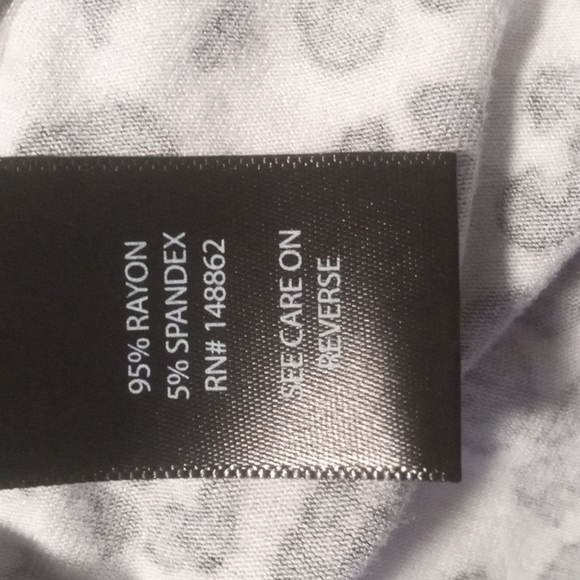 95% RAYON
5% SPANDEX
RN# 148862
SEE CARE ON
REVERSE